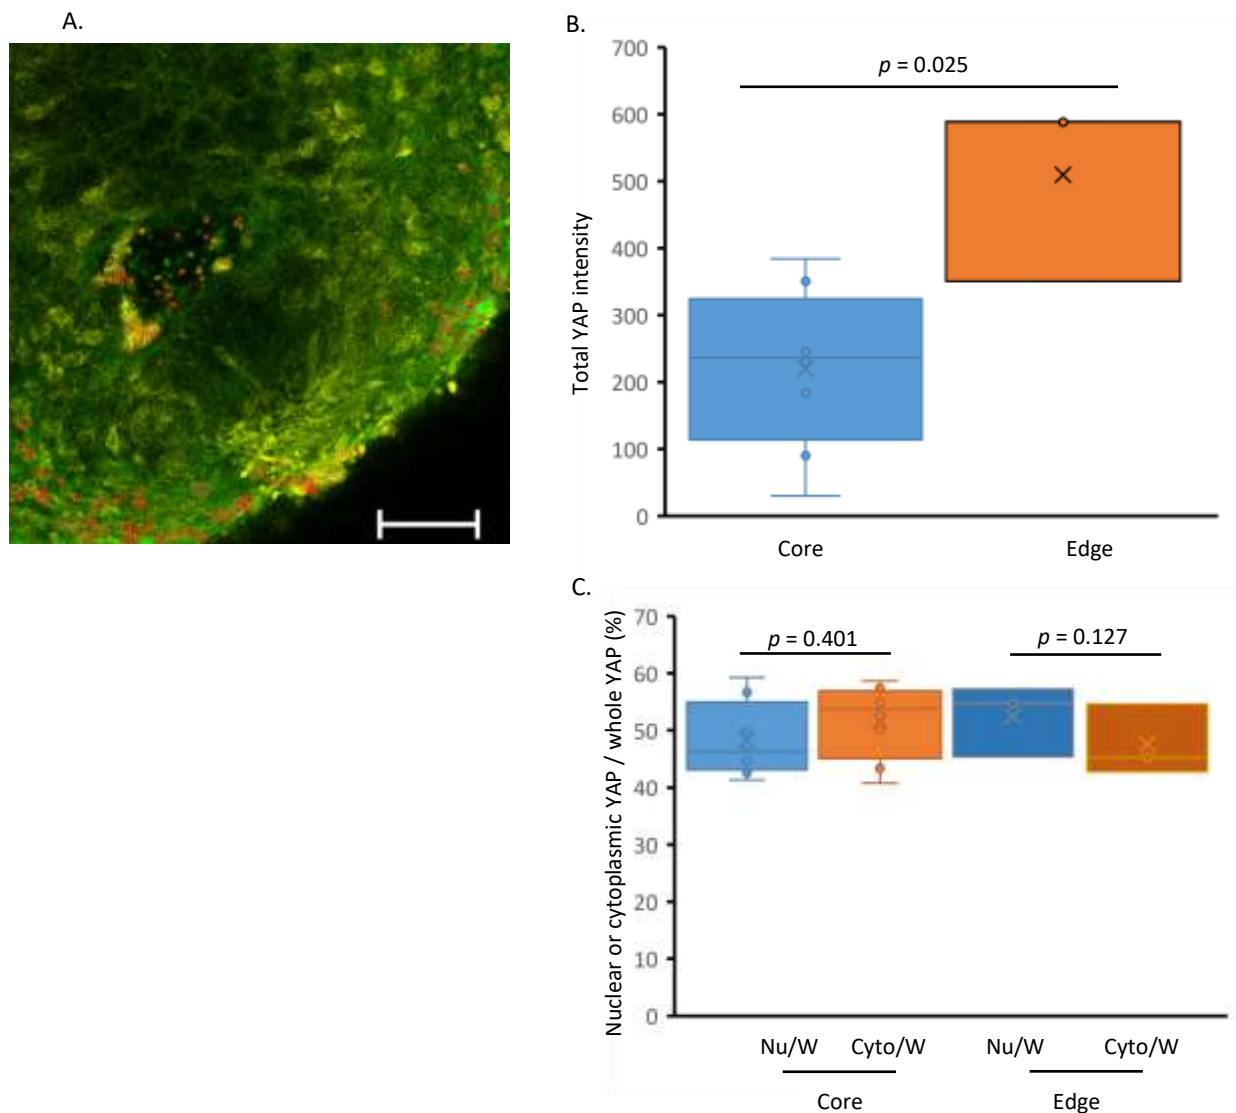 A.
B.
Total YAP intensity
700
600
500
400
300
200
100
0
p = 0.025
Core
Edge
C.
Nuclear or cytoplasmic YAP / whole YAP (%)
70
60
50
40
30
20
10
0
p = 0.401
p = 0.127
Nu/W
Cyto/W
Nu/W
Cyto/W
Core
Edge